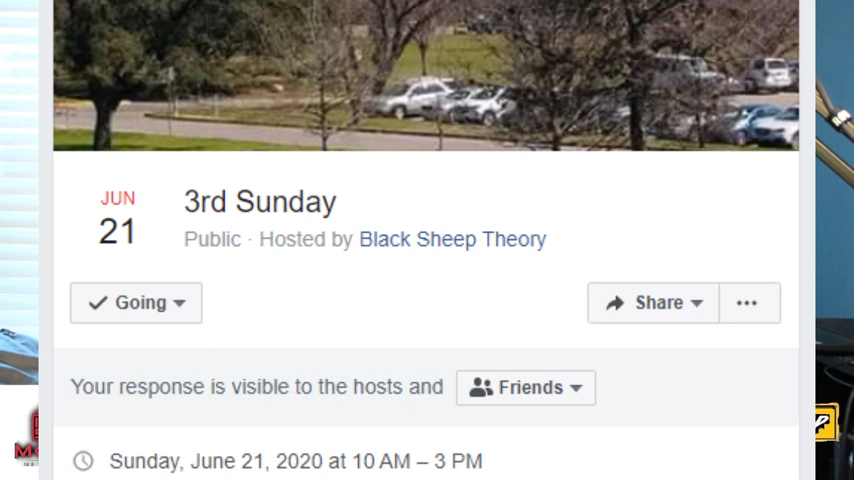 JUN
21
3rd Sunday
Public · Hosted by Black Sheep Theory
Going
Share
Your response is visible to the hosts and
Friends
Sunday, June 21, 2020 at 10 AM – 3 PM